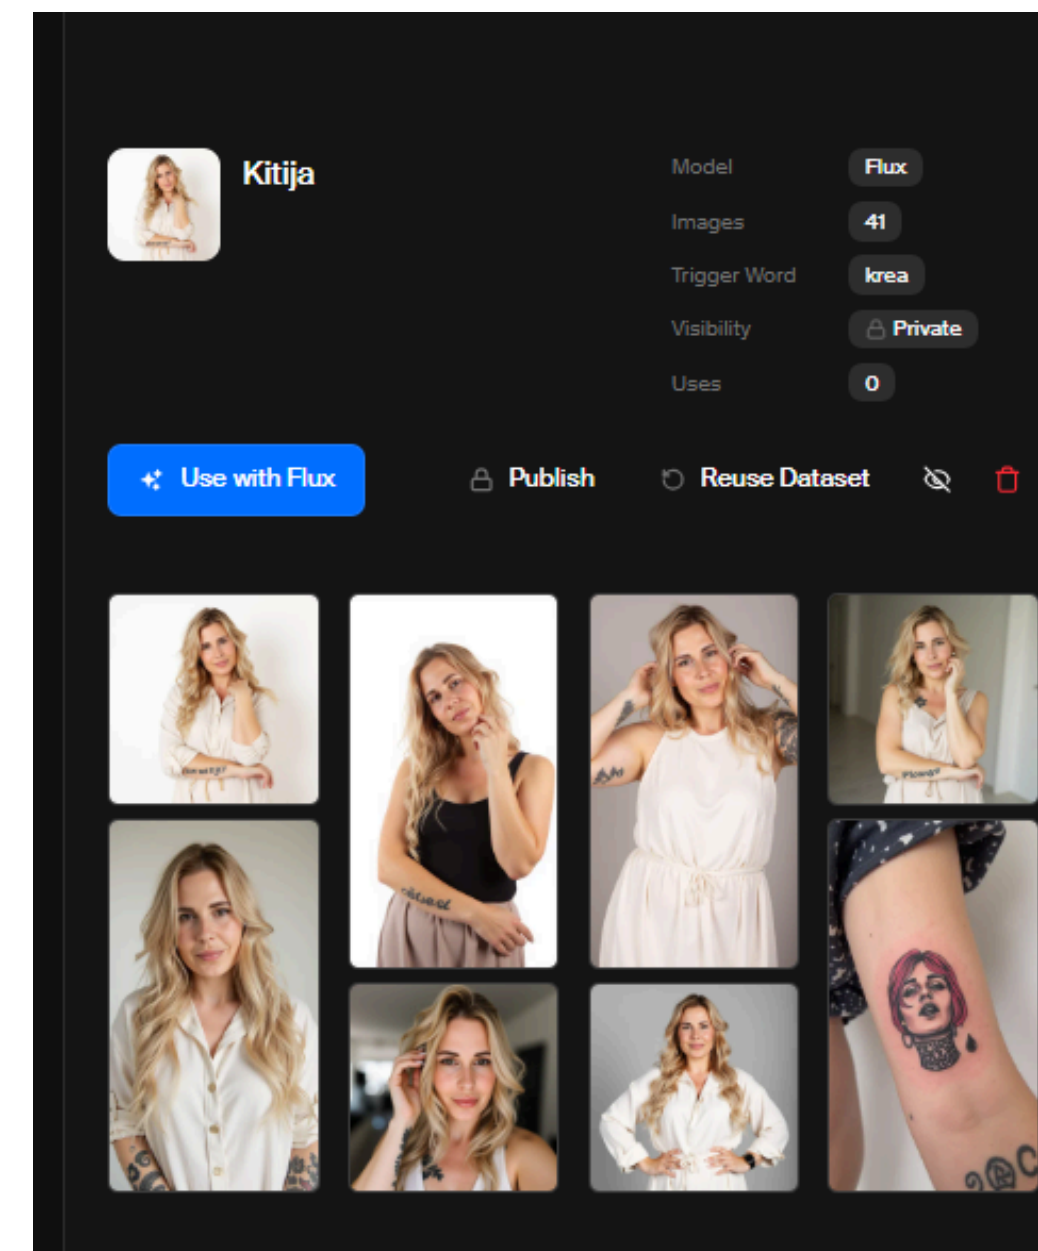 Kitija
Model Flux
Images 41
Trigger Word krea
Visibility Private
Uses 0
Use with Flux Publish Reuse Dataset